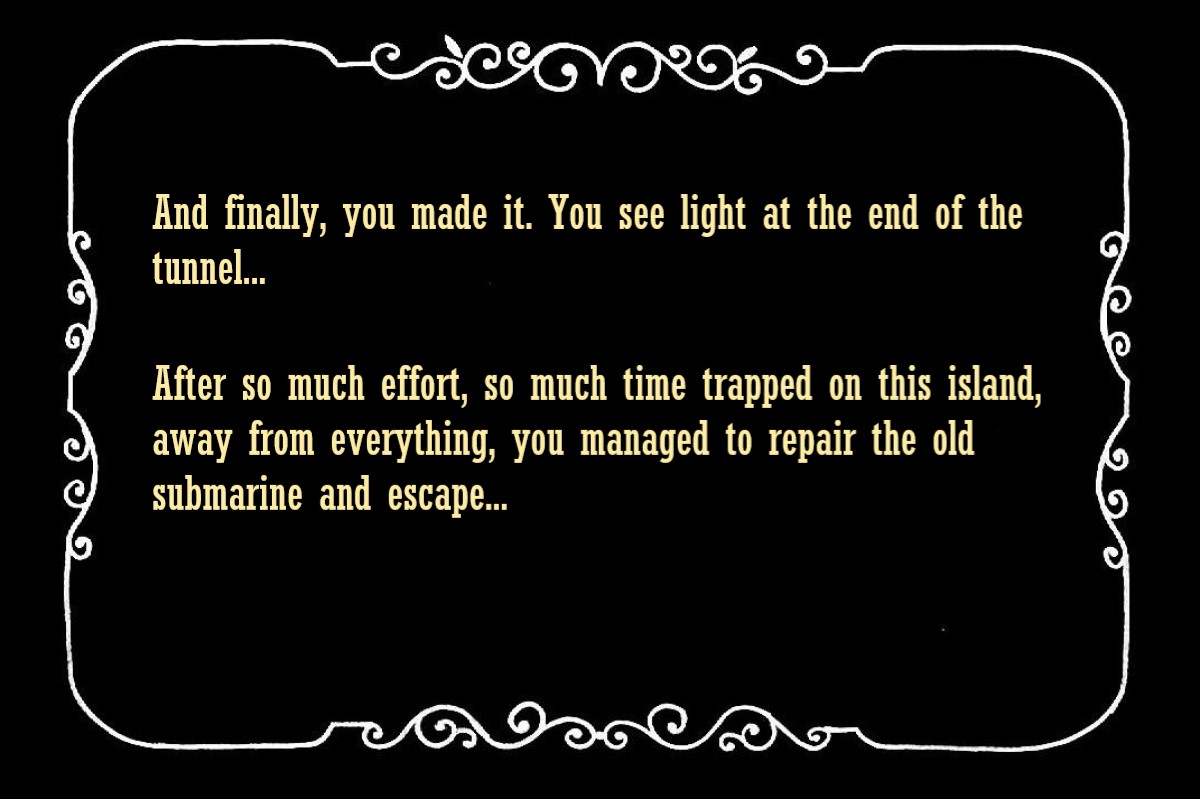 And finally, you made it. You see light at the end of the
tunnel...
After so much effort, so much time trapped on this island,
away from everything, you managed to repair the old
submarine and escape...